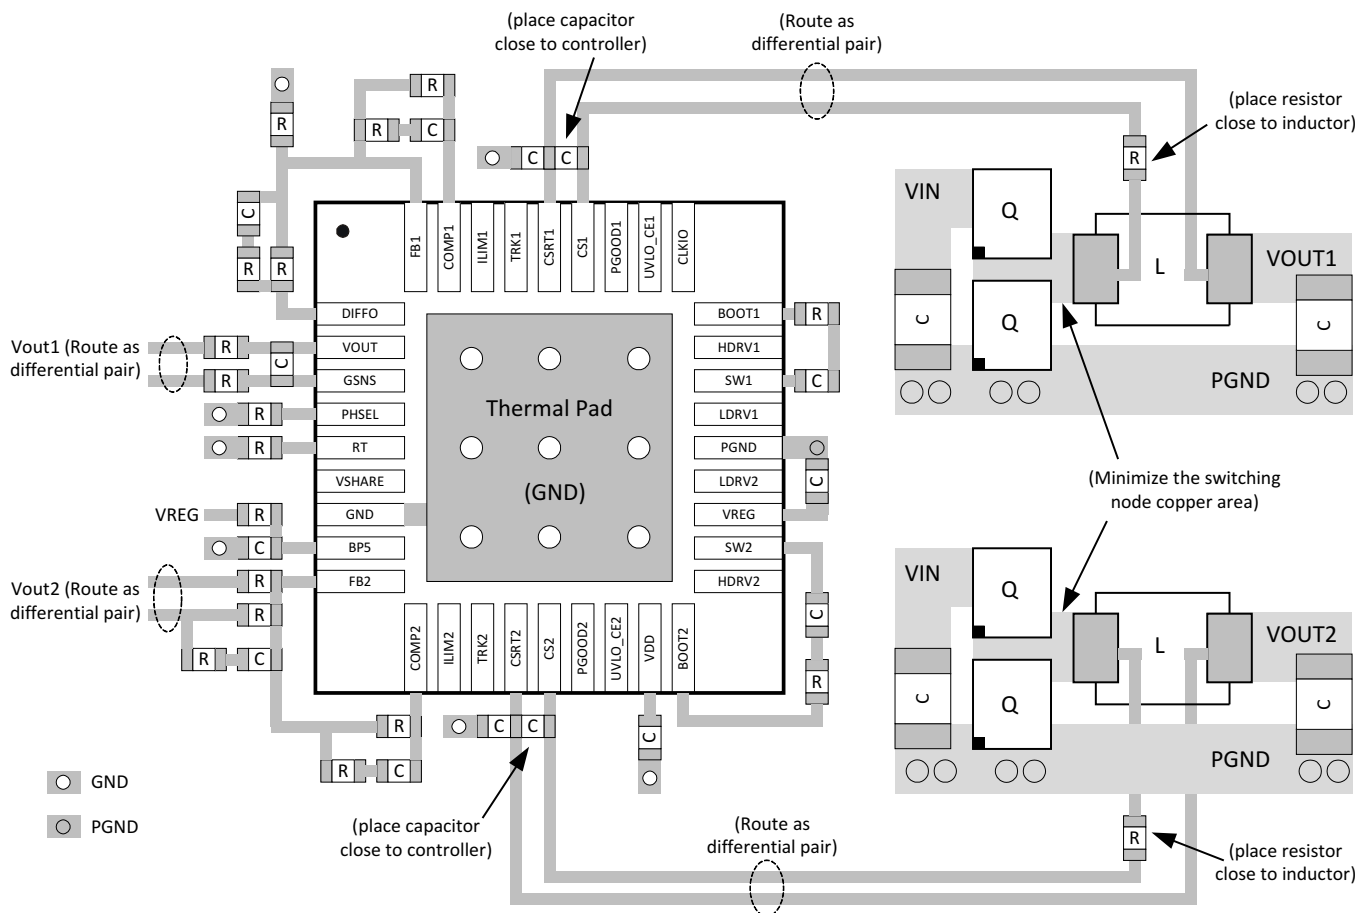 (place capacitor
close to controller)
(Route as
differential pair)
(place resistor
close to inductor)
R
R
R
C
C
C
R
VIN
Q
C
R
R
FB1
COMP1
ILIM1
TRK1
CSRT1
CS1
PGOOD1
UVLO_CE1
CLKIO
L
VOUT1
C
Q
C
PGND
DIFFO
VOUT
GSNS
PHSEL
RT
VSHARE
GND
BP5
FB2
BOOT1
HDRV1
SW1
LDRV1
PGND
LDRV2
VREG
SW2
HDRV2
R
C
C
C
R
Vout1 (Route as
differential pair)
R
C
R
R
R
Thermal Pad
(GND)
VREG
R
C
Vout2 (Route as
differential pair)
R
R
R
C
(Minimize the switching
node copper area)
COMP2
ILIM2
TRK2
CSRT2
CS2
PGOOD2
UVLO_CE2
VDD
BOOT2
VIN
Q
L
VOUT2
C
Q
C
PGND
R
R
C
C
C
C
GND
PGND
(place capacitor
close to controller)
(Route as
differential pair)
R
(place resistor
close to inductor)